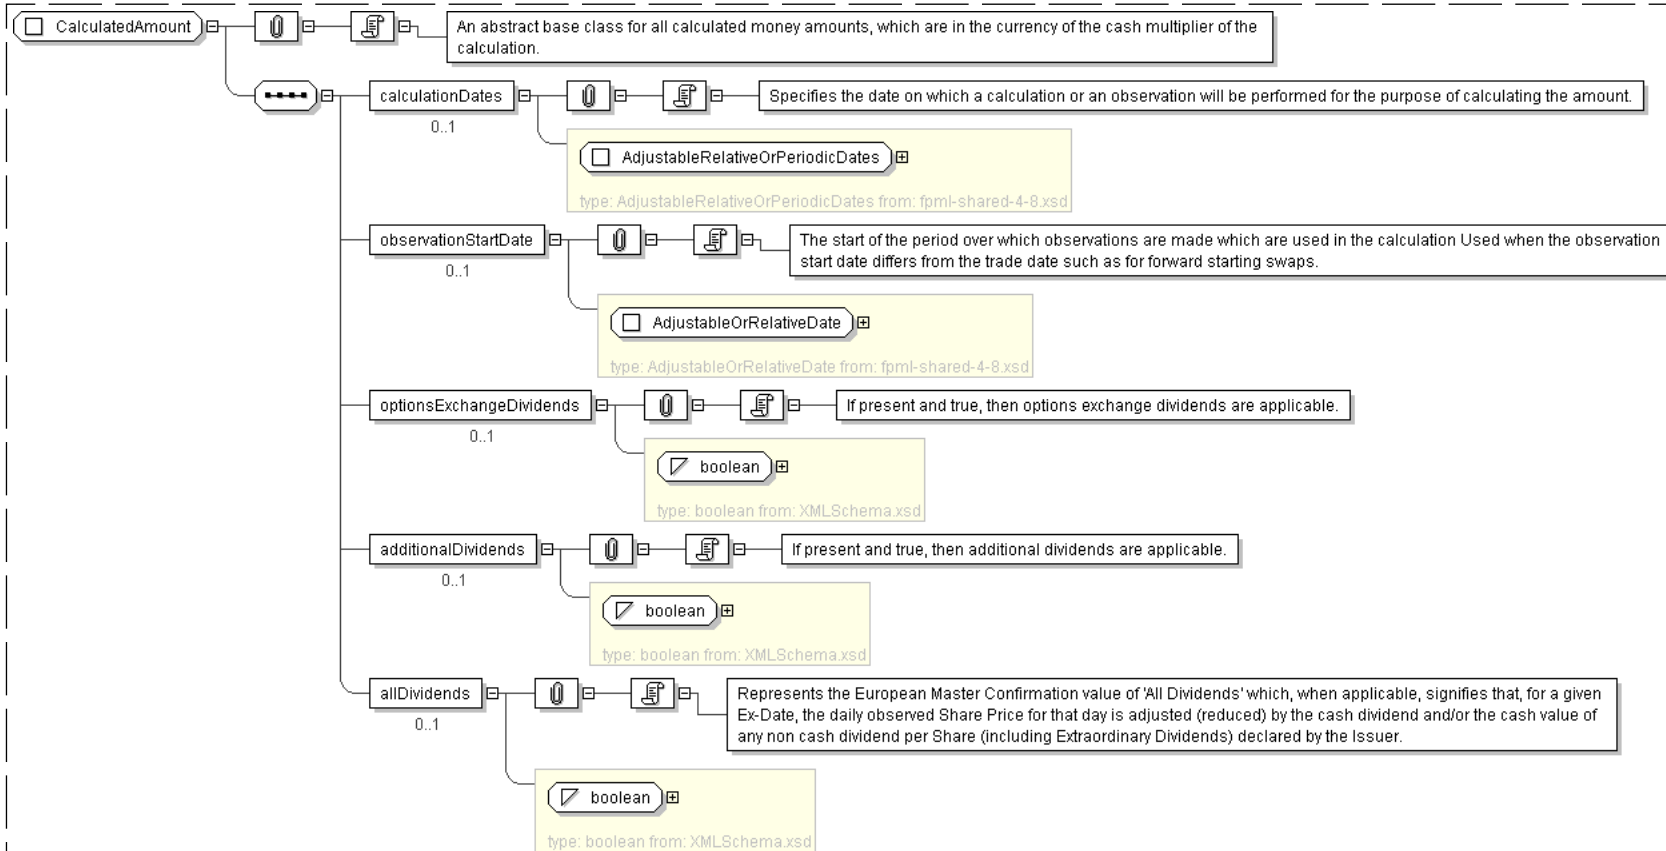 CalculatedAmount
An abstract base class for all calculated money amounts, which are in the currency of the cash multiplier of the
calculation.
calculationDates
Specifies the date on which a calculation or an observation will be performed for the purpose of calculating the amount.
0..1
AdjustableRelativeOrPeriodicDates
type: AdjustableRelativeOrPeriodicDates from: fpml-shared-4-8.xsd
observationStartDate
The start of the period over which observations are made which are used in the calculation Used when the observation
start date differs from the trade date such as for forward starting swaps.
0..1
AdjustableOrRelativeDate
type: AdjustableOrRelativeDate from: fpml-shared-4-8.xsd
optionsExchangeDividends
If present and true, then options exchange dividends are applicable.
0..1
boolean
type: boolean from: XMLSchema.xsd
additionalDividends
If present and true, then additional dividends are applicable.
0..1
boolean
type: boolean from: XMLSchema.xsd
allDividends
Represents the European Master Confirmation value of 'All Dividends' which, when applicable, signifies that, for a given
Ex-Date, the daily observed Share Price for that day is adjusted (reduced) by the cash dividend and/or the cash value of
any non cash dividend per Share (including Extraordinary Dividends) declared by the Issuer.
0..1
boolean
type: boolean from: XMLSchema.xsd